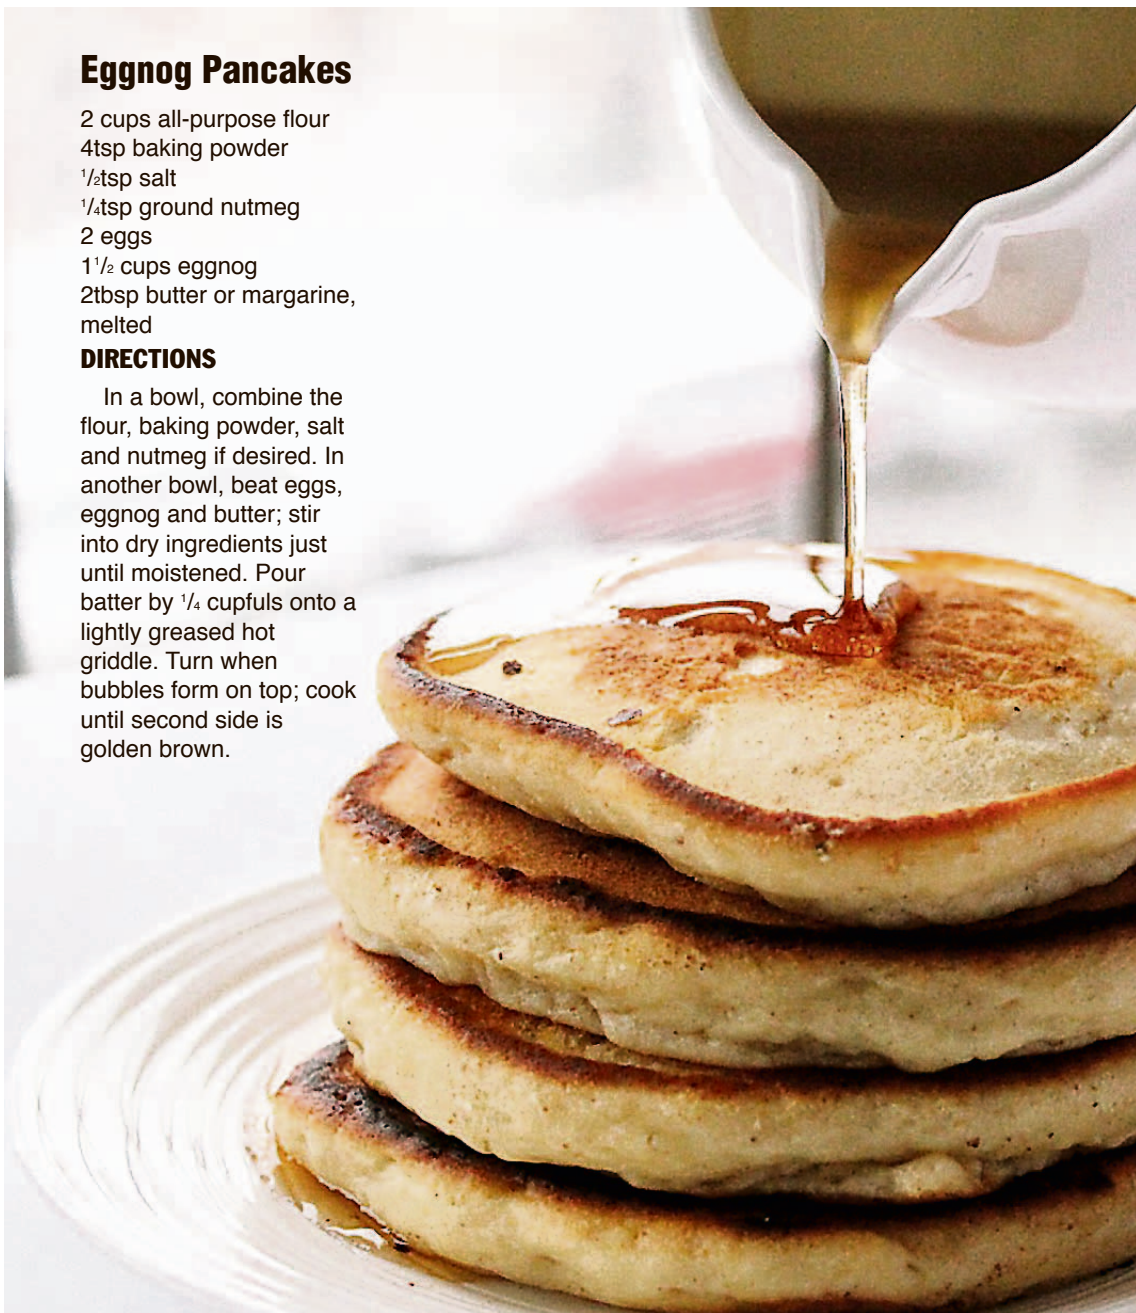 Eggnog Pancakes
2 cups all-purpose flour
4tsp baking powder
1/2tsp salt
1/4tsp ground nutmeg
2 eggs
1 1/2 cups eggnog
2tbsp butter or margarine,
melted
DIRECTIONS
In a bowl, combine the
flour, baking powder, salt
and nutmeg if desired. In
another bowl, beat eggs,
eggnog and butter; stir
into dry ingredients just
until moistened. Pour
batter by 1/4 cupfuls onto a
lightly greased hot
griddle. Turn when
bubbles form on top; cook
until second side is
golden brown.